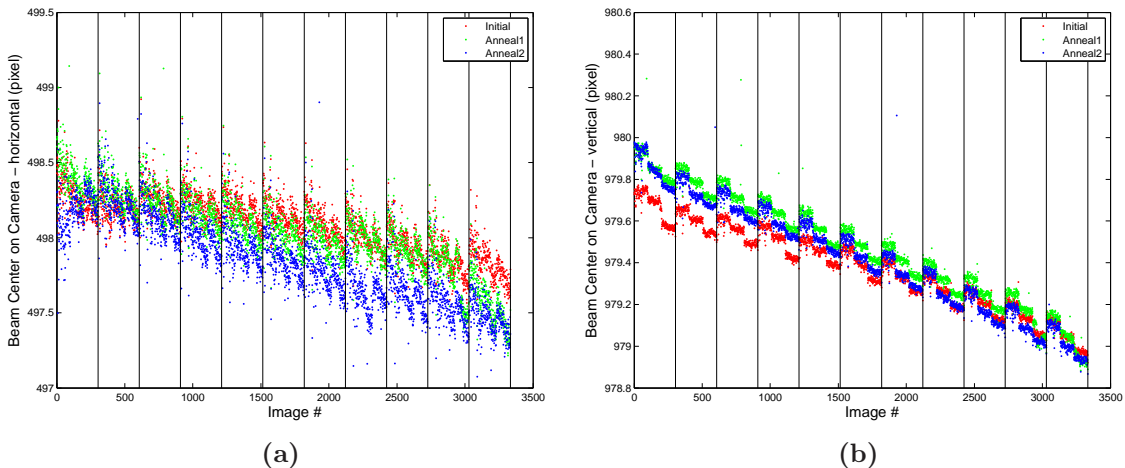 499.5
499
498.5
498
497.5
497
0 500 1000 1500 2000 2500 3000 3500
Image #
Beam Center on Camera − horizontal (pixel)
Initial
Anneal1
Anneal2
(a)
980.6
980.4
980.2
980
979.8
979.6
979.4
979.2
979
978.8
0 500 1000 1500 2000 2500 3000 3500
Image #
Beam Center on Camera − vertical (pixel)
Initial
Anneal1
Anneal2
(b)